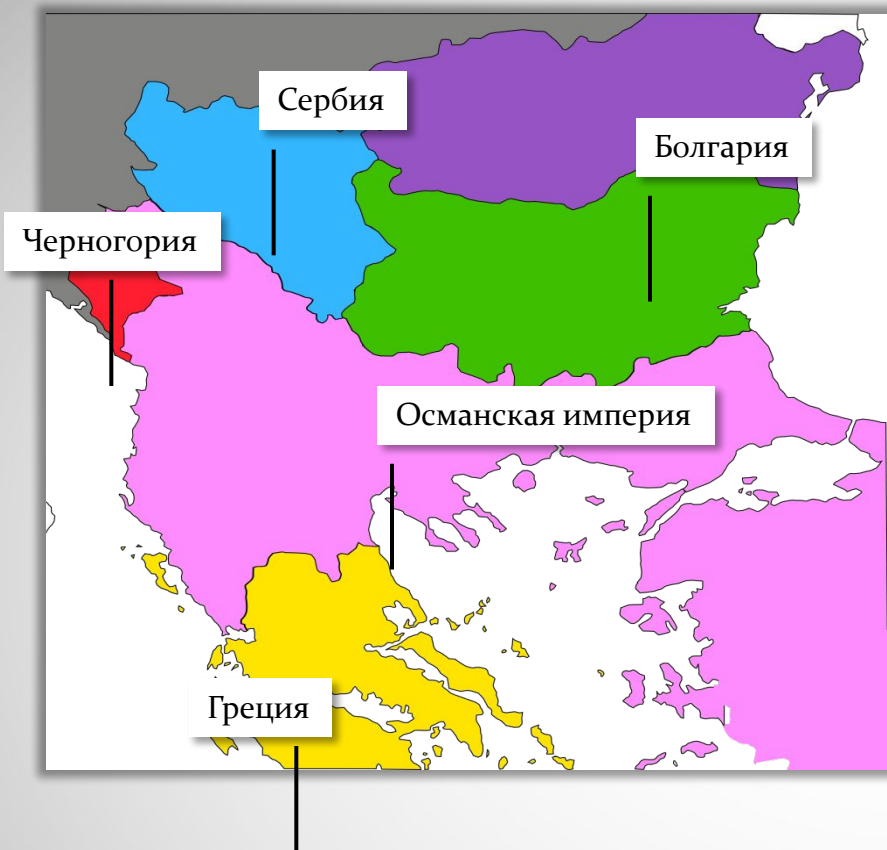 Сербия
Болгария
Черногория
Османская империя
Греция